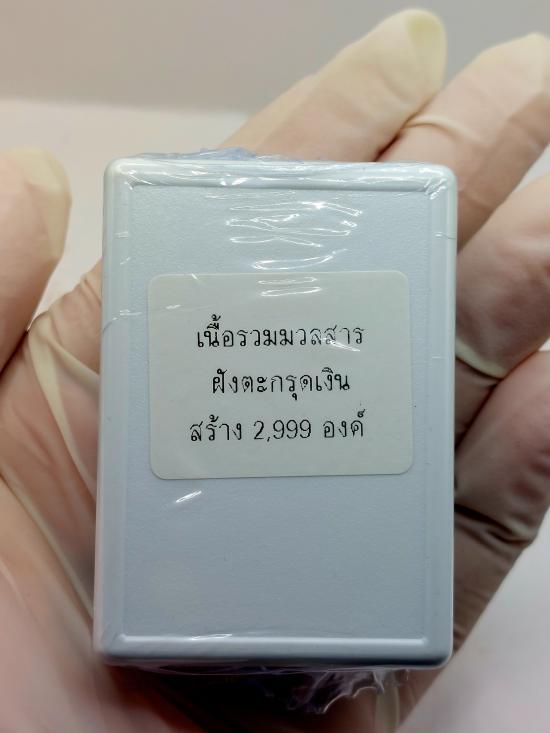 เนื้อรวมมวลสาร
ฝังตะกรุดเงิน
สร้าง 2,999 องค์